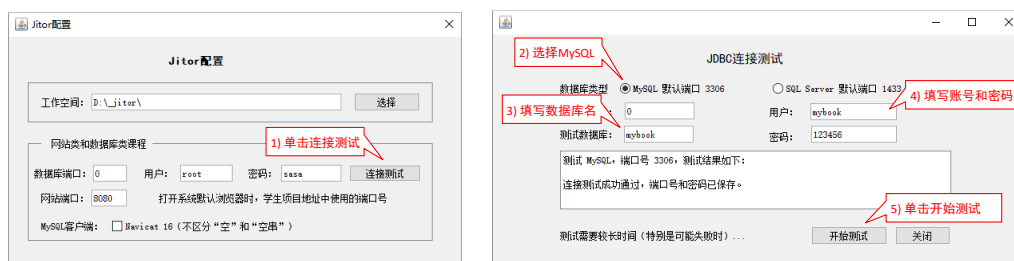 Jitor配置
Jitor配置
工作空间: D:\_jitor\ 选择
网站类和数据库类课程
1) 单击连接测试
数据库端口: 0 用户: root 密码: sasa 连接测试
网站端口: 8080 打开系统默认浏览器时，学生项目地址中使用的端口号
MySQL客户端: Navicat 16 (不区分“空”和“空串”)
2) 选择MySQL
JDBC连接测试
数据库类型 MySQL 默认端口 3306 SQL Server 默认端口 1433
4) 填写账号和密码
3) 填写数据库名
: 0 用户: mybook
测试数据库: mybook 密码: 123456
测试 MySQL，端口号 3306，测试结果如下：
连接测试成功通过，端口号和密码已保存。
5) 单击开始测试
测试需要较长时间（特别是可能失败时）... 开始测试 关闭